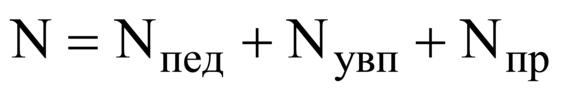 N = Nпед + Nувп + Nпр